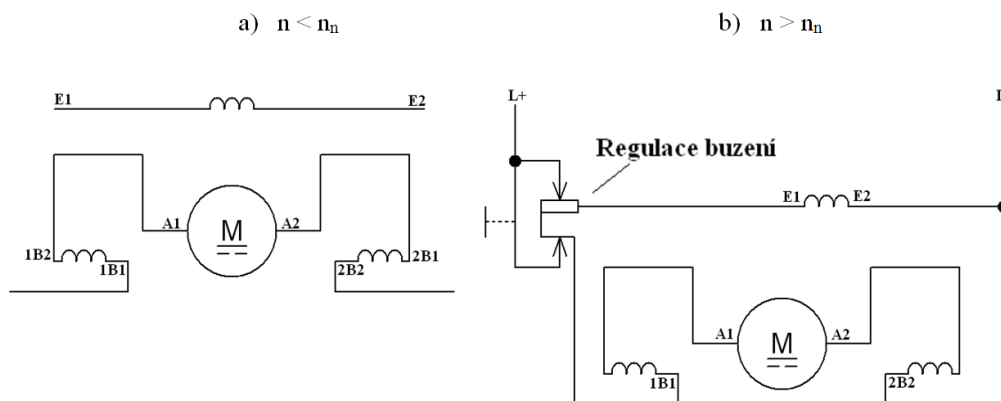 a) n < nₙ
b) n > nₙ
E1
E2
A1
M
A2
1B2
1B1
2B2
2B1
L+
Regulace buzení
E1
E2
A1
M
A2
1B1
2B2